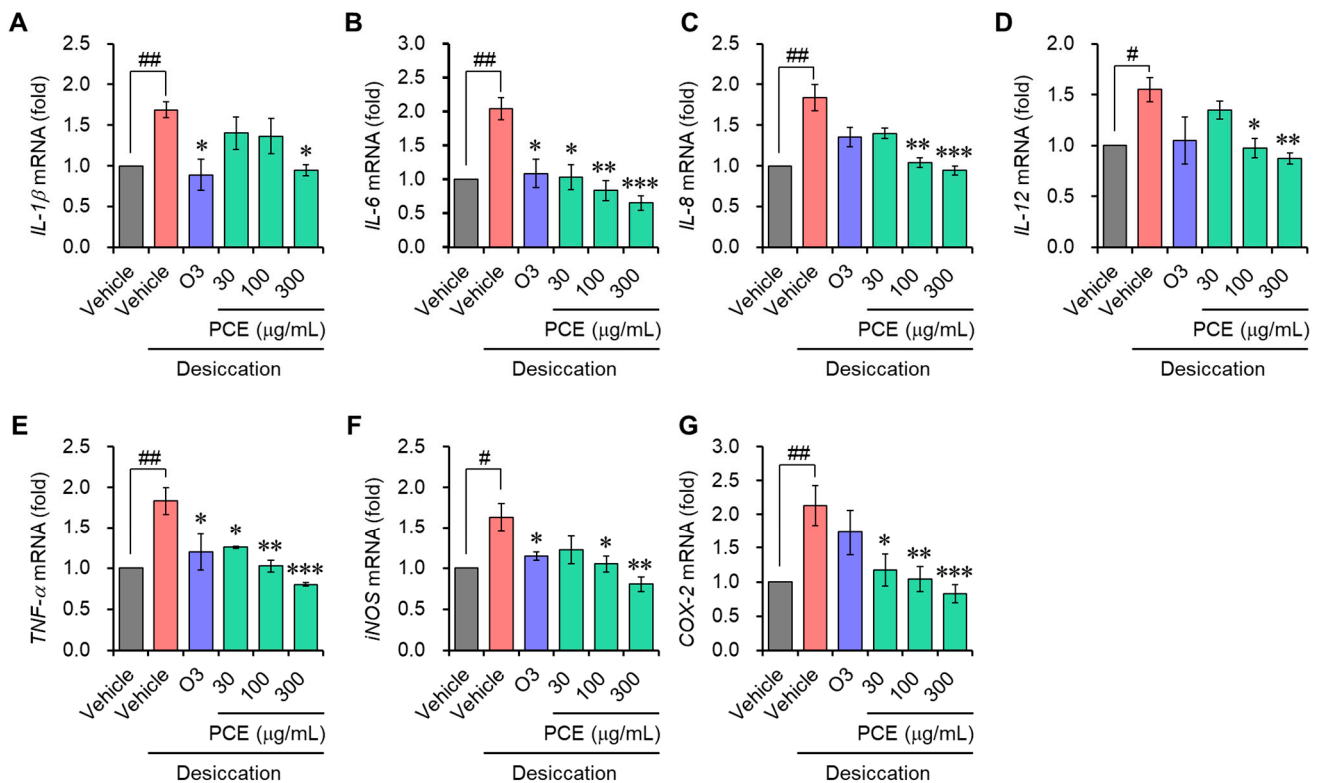 A
IL-1β mRNA (fold)
2.5
2.0
1.5
1.0
0.5
0.0
##
*
*
Vehicle
Vehicle
O3
30
100
300
PCE (μg/mL)
Desiccation
B
IL-6 mRNA (fold)
3.0
2.5
2.0
1.5
1.0
0.5
0.0
##
*
*
**
***
Vehicle
Vehicle
O3
30
100
300
PCE (μg/mL)
Desiccation
C
IL-8 mRNA (fold)
2.5
2.0
1.5
1.0
0.5
0.0
##
**
***
Vehicle
Vehicle
O3
30
100
300
PCE (μg/mL)
Desiccation
D
IL-12 mRNA (fold)
2.0
1.5
1.0
0.5
0.0
#
*
**
Vehicle
Vehicle
O3
30
100
300
PCE (μg/mL)
Desiccation
E
TNF-α mRNA (fold)
2.5
2.0
1.5
1.0
0.5
0.0
##
*
*
**
***
Vehicle
Vehicle
O3
30
100
300
PCE (μg/mL)
Desiccation
F
iNOS mRNA (fold)
2.5
2.0
1.5
1.0
0.5
0.0
#
*
*
**
Vehicle
Vehicle
O3
30
100
300
PCE (μg/mL)
Desiccation
G
COX-2 mRNA (fold)
3.0
2.5
2.0
1.5
1.0
0.5
0.0
##
*
**
***
Vehicle
Vehicle
O3
30
100
300
PCE (μg/mL)
Desiccation